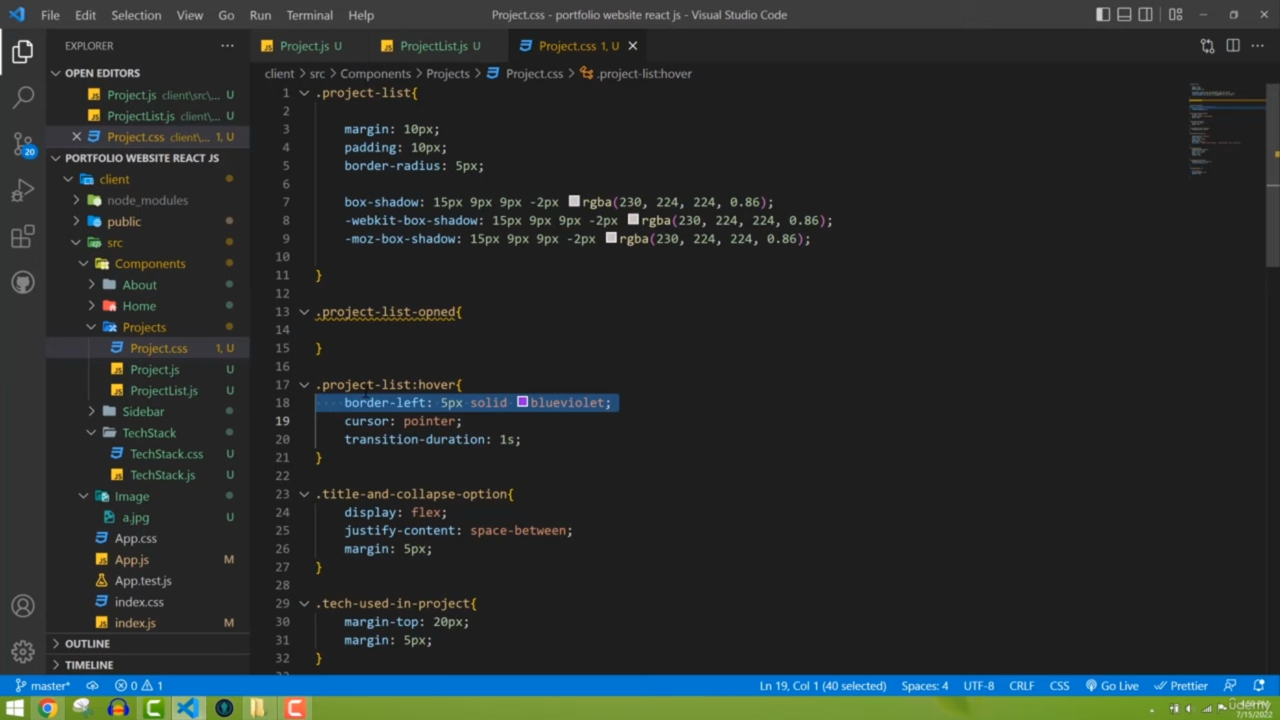 File Edit Selection View Go Run Terminal Help Project.css - portfolio website react js - Visual Studio Code
EXPLORER ··· Project.js U ProjectList.js U Project.css 1, U
OPEN EDITORS client > src > Components > Projects > Project.css > .project-list:hover
Project.js client\src\... U
ProjectList.js client\... U
Project.css client\... 1, U
PORTFOLIO WEBSITE REACT JS
client
node_modules
public
src
Components
About
Home
Projects
Project.css 1, U
Project.js U
ProjectList.js U
Sidebar
TechStack
TechStack.css U
TechStack.js U
Image
a.jpg U
App.css
App.js M
App.test.js
index.css
index.js M
OUTLINE
TIMELINE
1 .project-list{
2
3 margin: 10px;
4 padding: 10px;
5 border-radius: 5px;
6
7 box-shadow: 15px 9px 9px -2px rgba(230, 224, 224, 0.86);
8 -webkit-box-shadow: 15px 9px 9px -2px rgba(230, 224, 224, 0.86);
9 -moz-box-shadow: 15px 9px 9px -2px rgba(230, 224, 224, 0.86);
10
11 }
12
13 .project-list-opned{
14
15 }
16
17 .project-list:hover{
18 border-left: 5px solid blueviolet;
19 cursor: pointer;
20 transition-duration: 1s;
21 }
22
23 .title-and-collapse-option{
24 display: flex;
25 justify-content: space-between;
26 margin: 5px;
27 }
28
29 .tech-used-in-project{
30 margin-top: 20px;
31 margin: 5px;
32 }
20
master* 0 1 Ln 19, Col 1 (40 selected) Spaces: 4 UTF-8 CRLF CSS Go Live Prettier
udemy
7/15/2022